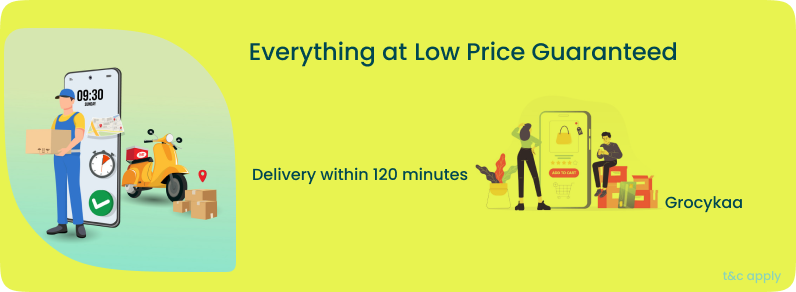 Everything at Low Price Guaranteed
09:30
SUNDAY
Delivery within 120 minutes
ADD TO CART
Grocykaa
t&c apply